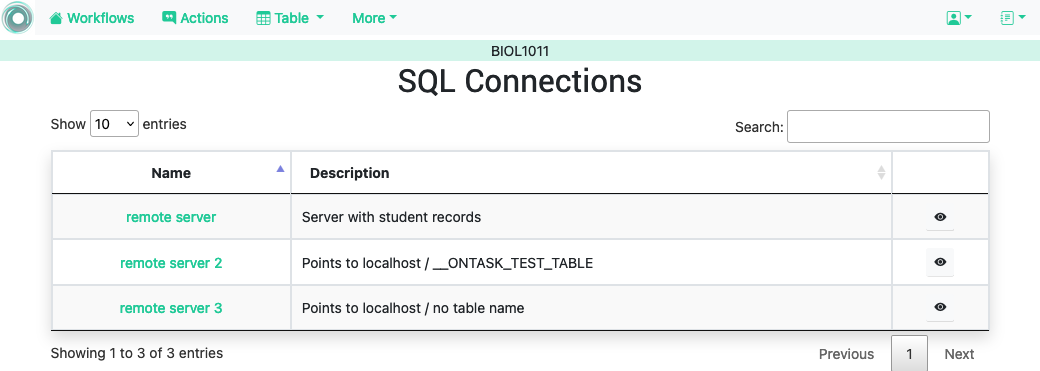 Workflows Actions Table More
BIOL1011
SQL Connections
Show 10 entries Search:
Name Description
remote server Server with student records
remote server 2 Points to localhost / __ONTASK_TEST_TABLE
remote server 3 Points to localhost / no table name
Showing 1 to 3 of 3 entries Previous 1 Next